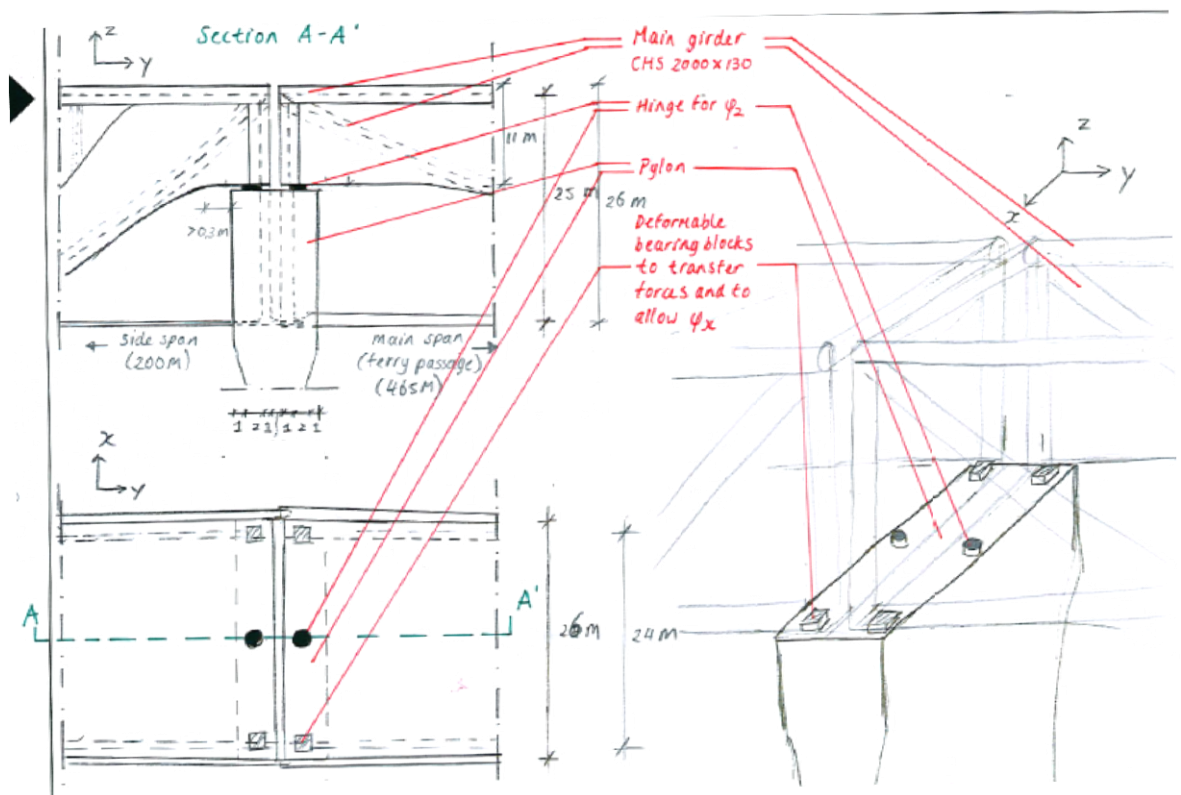 Section A-A'
z
y
Main girder
CHS 2000x130
Hinge for φz
Pylon
Deformable
bearing blocks
to transfer
forces and to
allow φx
11 m
25 m
26 m
>0.3m
side span
(200m)
main span
(ferry passage)
(465m)
1 2 1 1 2 1
z
y
x
x
y
A
A'
26m
24m